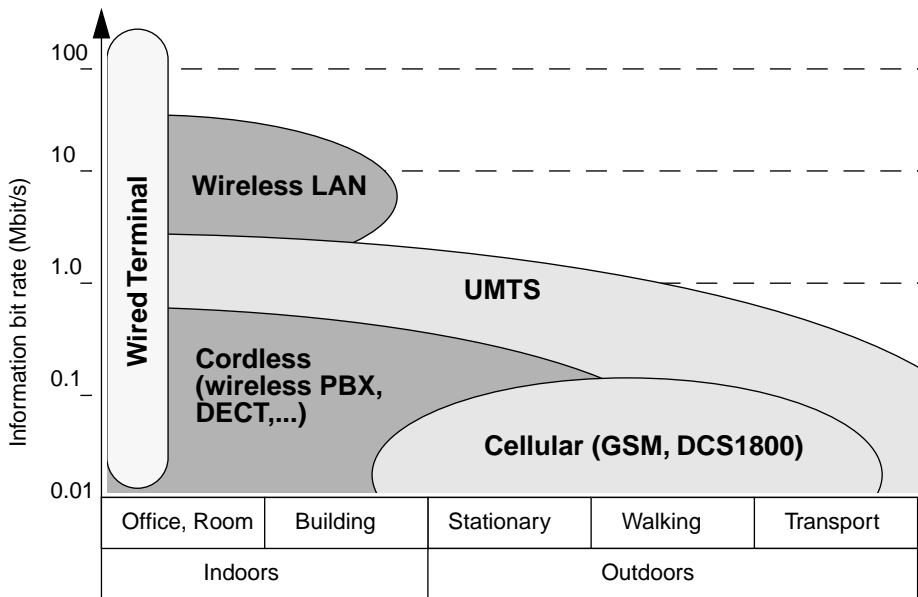 100
10
1.0
0.1
0.01
Information bit rate (Mbit/s)
Wired Terminal
Wireless LAN
UMTS
Cordless
(wireless PBX,
DECT,...)
Cellular (GSM, DCS1800)
Office, Room Building Stationary Walking Transport
Indoors Outdoors